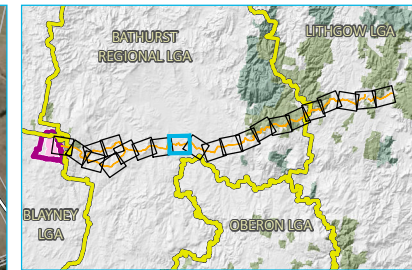 BATHURST
REGIONAL LGA
LITHGOW LGA
BLAYNEY
LGA
OBERON LGA